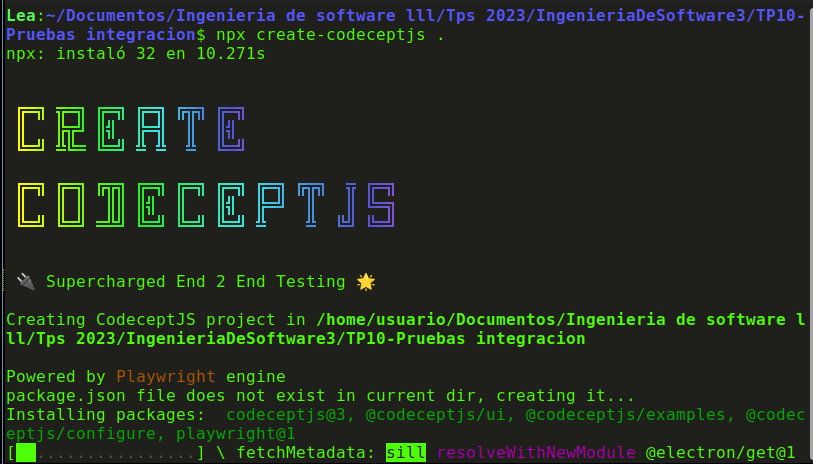 Lea:~/Documentos/Ingenieria de software lll/Tps 2023/IngenieriaDeSoftware3/TP10-
Pruebas integracion$ npx create-codeceptjs .
npx: instaló 32 en 10.271s
CREATE
CODECEPTJS
🔌 Supercharged End 2 End Testing 🌟
Creating CodeceptJS project in /home/usuario/Documentos/Ingenieria de software l
ll/Tps 2023/IngenieriaDeSoftware3/TP10-Pruebas integracion
Powered by Playwright engine
package.json file does not exist in current dir, creating it...
Installing packages:  codeceptjs@3, @codeceptjs/ui, @codeceptjs/examples, @codec
eptjs/configure, playwright@1
[  ................] \ fetchMetadata: sill resolveWithNewModule @electron/get@1